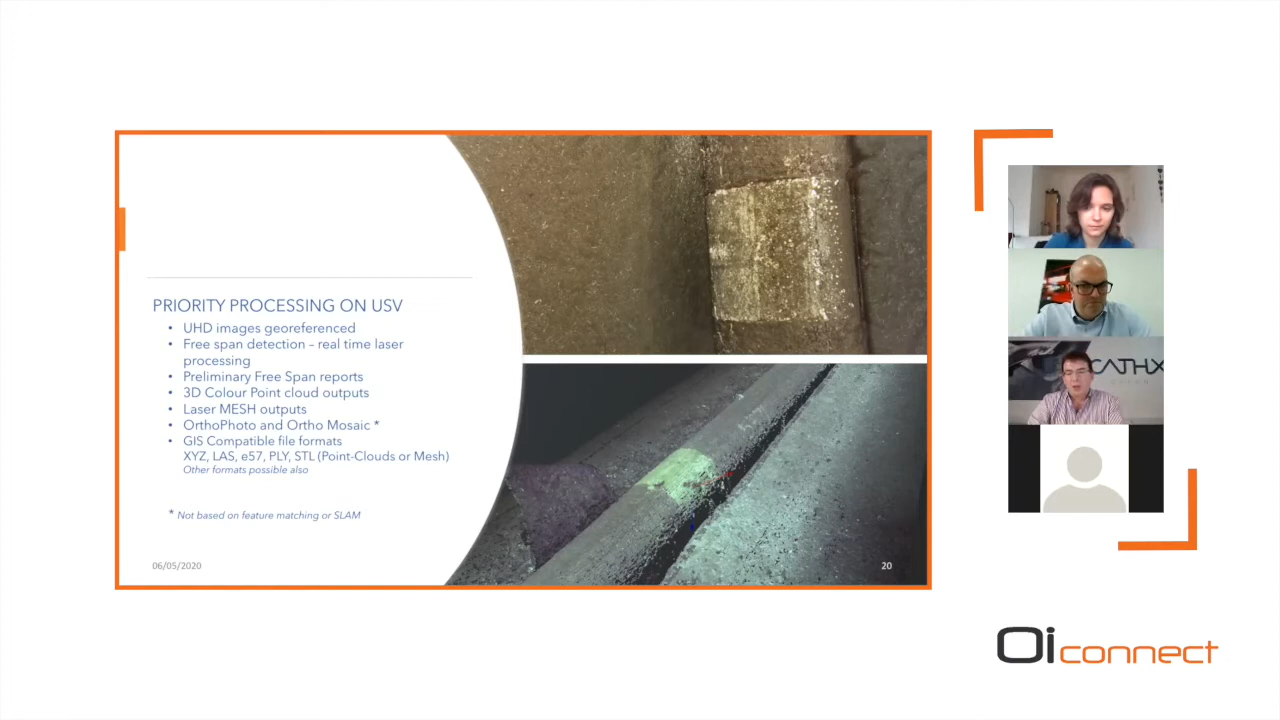 PRIORITY PROCESSING ON USV
• UHD images georeferenced
• Free span detection – real time laser
processing
• Preliminary Free Span reports
• 3D Colour Point cloud outputs
• Laser MESH outputs
• OrthoPhoto and Ortho Mosaic *
• GIS Compatible file formats
XYZ, LAS, e57, PLY, STL (Point-Clouds or Mesh)
Other formats possible also
* Not based on feature matching or SLAM
06/05/2020
20
CATHX
OCEAN
Oiconnect